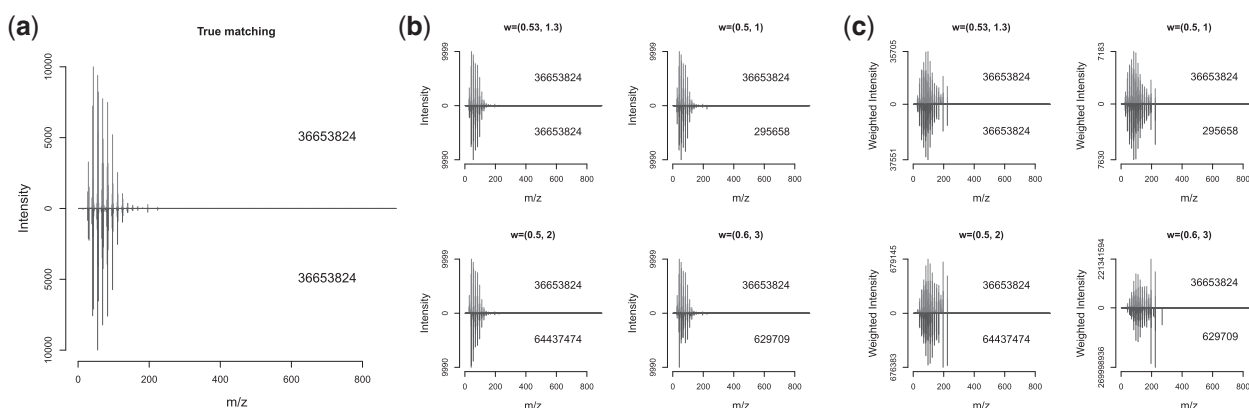 (a)
True matching
Intensity
10000
5000
0
5000
10000
36653824
36653824
0 200 400 600 800
m/z
(b)
w=(0.53, 1.3)
Intensity
9999
0
9990
36653824
36653824
0 200 400 600 800
m/z
w=(0.5, 1)
Intensity
9999
0
9990
36653824
295658
0 200 400 600 800
m/z
w=(0.5, 2)
Intensity
9999
0
9990
36653824
64437474
0 200 400 600 800
m/z
w=(0.6, 3)
Intensity
9999
0
9990
36653824
629709
0 200 400 600 800
m/z
(c)
w=(0.53, 1.3)
Weighted Intensity
35705
0
37551
36653824
36653824
0 200 400 600 800
m/z
w=(0.5, 1)
Weighted Intensity
7183
0
7630
36653824
295658
0 200 400 600 800
m/z
w=(0.5, 2)
Weighted Intensity
679145
0
676383
36653824
64437474
0 200 400 600 800
m/z
w=(0.6, 3)
Weighted Intensity
221341594
0
269998936
36653824
629709
0 200 400 600 800
m/z